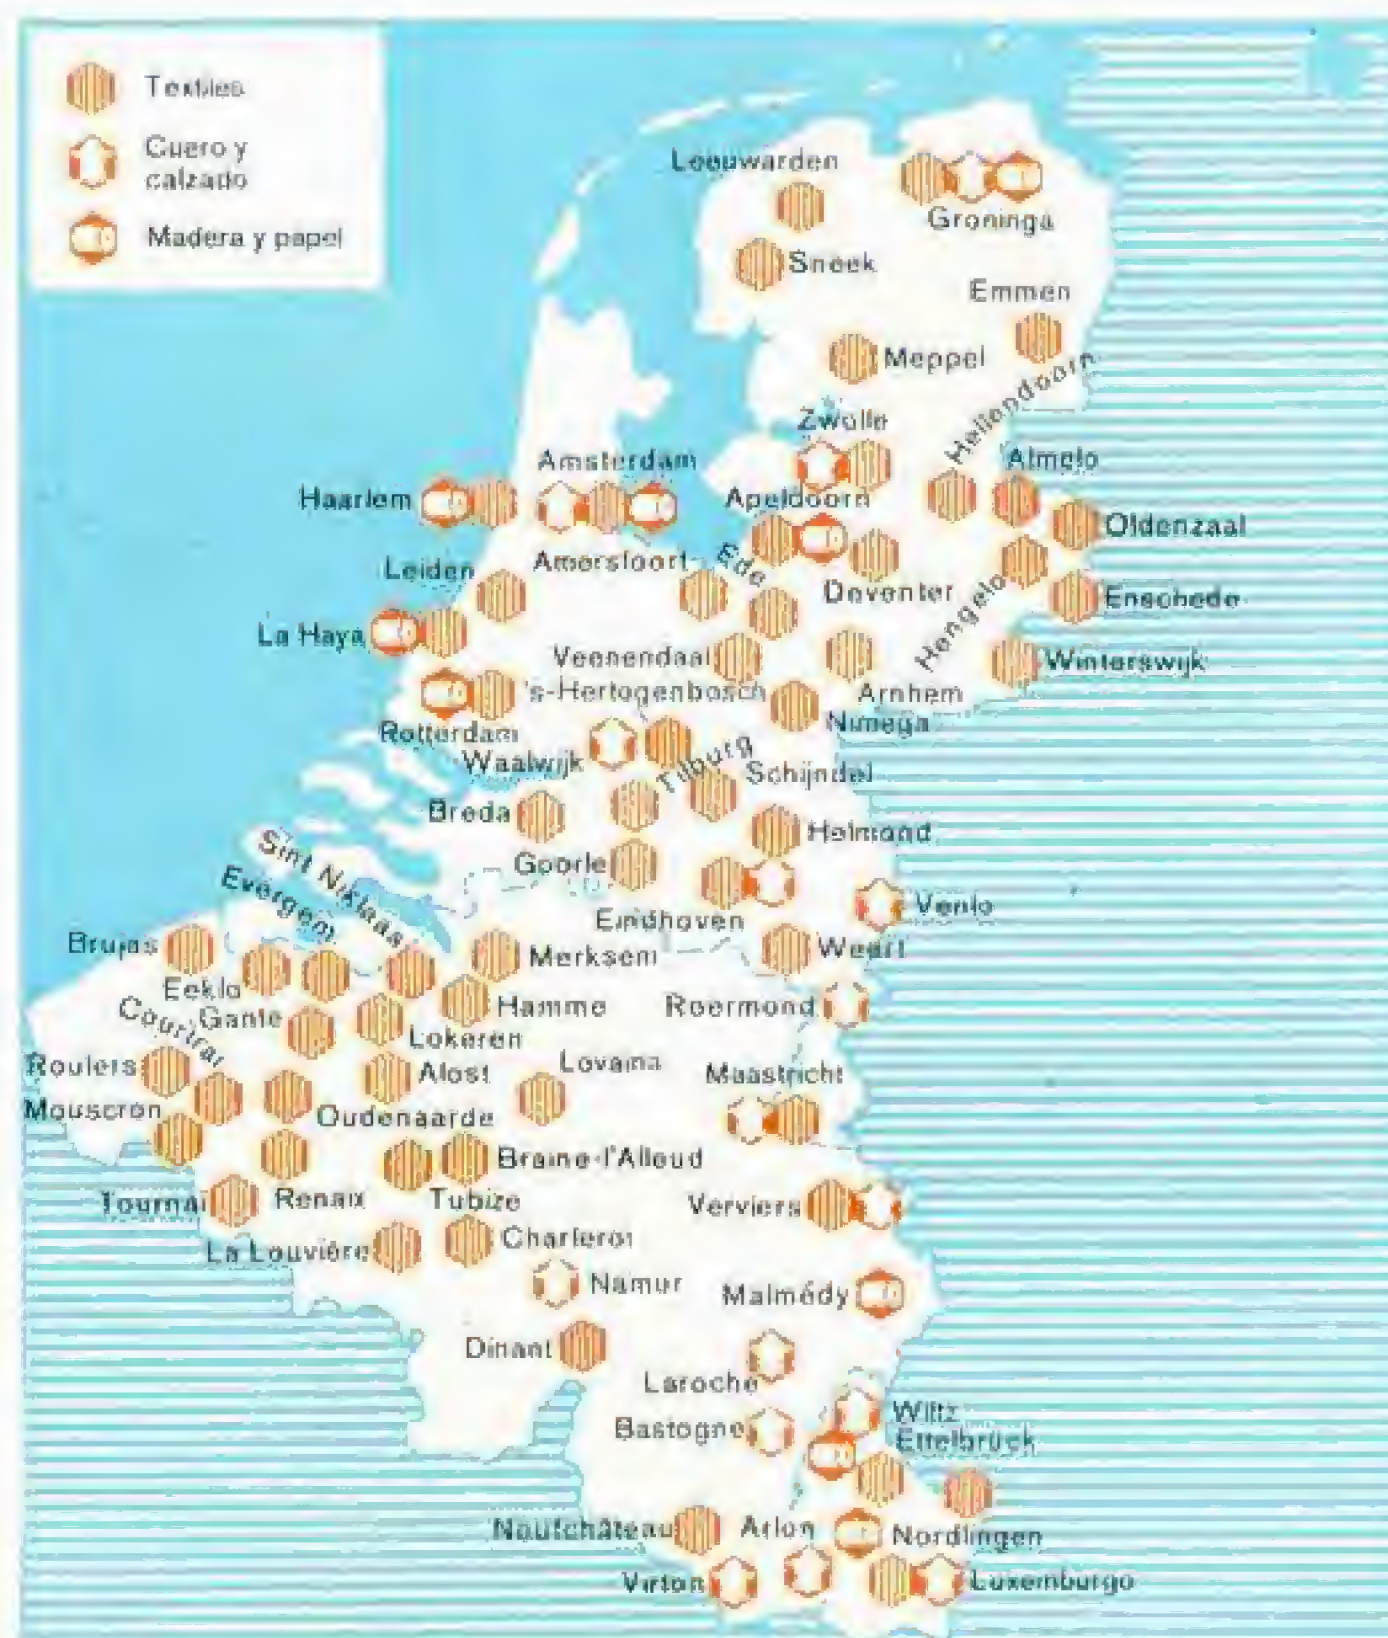 Textiles
Cuero y
calzado
Madera y papel
Leeuwarden
Groninga
Sneek
Emmen
Meppel
Hellendoorn
Zwolle
Almelo
Amsterdam
Haarlem
Apeldoorn
Oldenzaal
Amersfoort
Ede
Leiden
Deventer
Hengelo
Enschede
La Haya
Veenendaal
Winterswijk
's-Hertogenbosch
Arnhem
Nimega
Rotterdam
Waalwijk
Tilburg
Schijndel
Breda
Helmond
Sint Niklaas
Goorle
Evergem
Eindhoven
Venlo
Brujas
Merksem
Weert
Eeklo
Hamme
Roermond
Courtrai
Gante
Lokeren
Roulers
Alost
Lovaina
Maastricht
Mouscron
Oudenaarde
Braine-l'Alleud
Tournai
Renaix
Tubize
Verviers
La Louvière
Charleroi
Namur
Malmédy
Dinant
Laroche
Wiltz
Bastogne
Ettelbrück
Neufchâteau
Arlon
Nordlingen
Virton
Luxemburgo